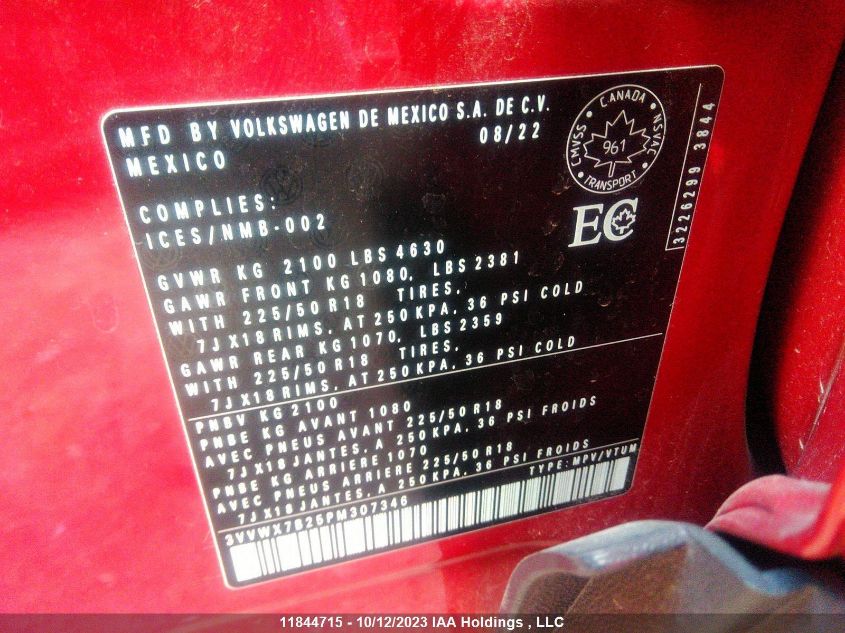 MFD BY VOLKSWAGEN DE MEXICO S.A. DE C.V.
MEXICO 08/22
CMVSS · CANADA · NSVAC
961
· TRANSPORT ·
3226299 3844
COMPLIES:
ICES/NMB-002
EC
GVWR KG 2100 LBS 4630
GAWR FRONT KG 1080, LBS 2381
WITH 225/50 R18 TIRES,
7J X18 RIMS, AT 250 KPA, 36 PSI COLD
GAWR REAR KG 1070, LBS 2359
WITH 225/50 R18 TIRES,
7J X18 RIMS, AT 250 KPA, 36 PSI COLD
PNBV KG 2100
PNBE KG AVANT 1080
AVEC PNEUS AVANT 225/50 R18
7J X18 JANTES, A 250 KPA, 36 PSI FROIDS
PNBE KG ARRIERE 1070
AVEC PNEUS ARRIERE 225/50 R18
7J X18 JANTES, A 250 KPA, 36 PSI FROIDS
3VVWX7B25PM307346 TYPE: MPV/VTUM
11844715 - 10/12/2023 IAA Holdings , LLC